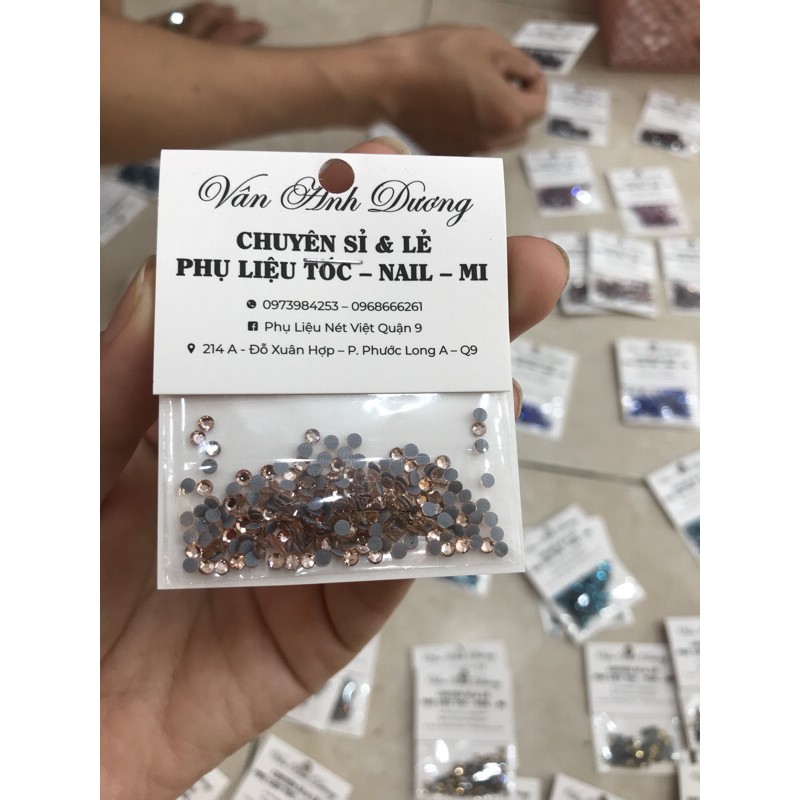 Vân Anh Dương
CHUYÊN SỈ & LẺ
PHỤ LIỆU TÓC – NAIL – MI
0973984253 – 0968666261
Phụ Liệu Nét Việt Quận 9
214 A - Đỗ Xuân Hợp – P. Phước Long A – Q9